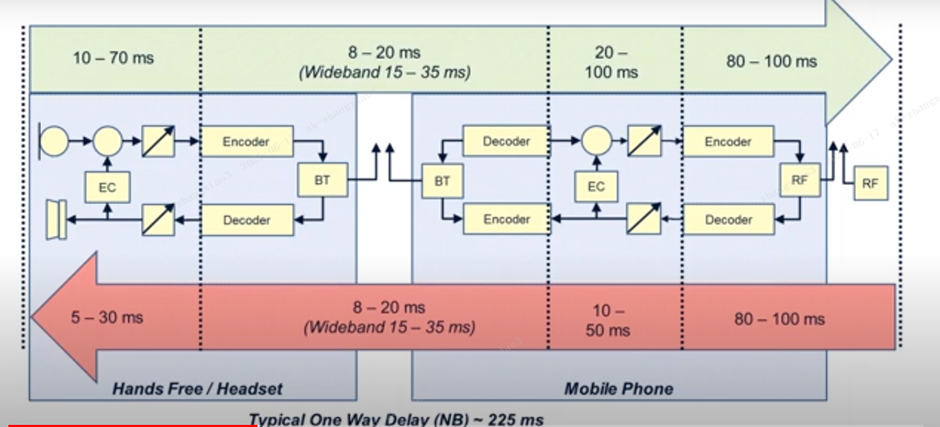 10 – 70 ms
8 – 20 ms
(Wideband 15 – 35 ms)
20 –
100 ms
80 – 100 ms
Encoder
Decoder
Encoder
EC
BT
BT
EC
RF
RF
Decoder
Encoder
Decoder
5 – 30 ms
8 – 20 ms
(Wideband 15 – 35 ms)
10 –
50 ms
80 – 100 ms
Hands Free / Headset
Mobile Phone
Typical One Way Delay (NB) ~ 225 ms